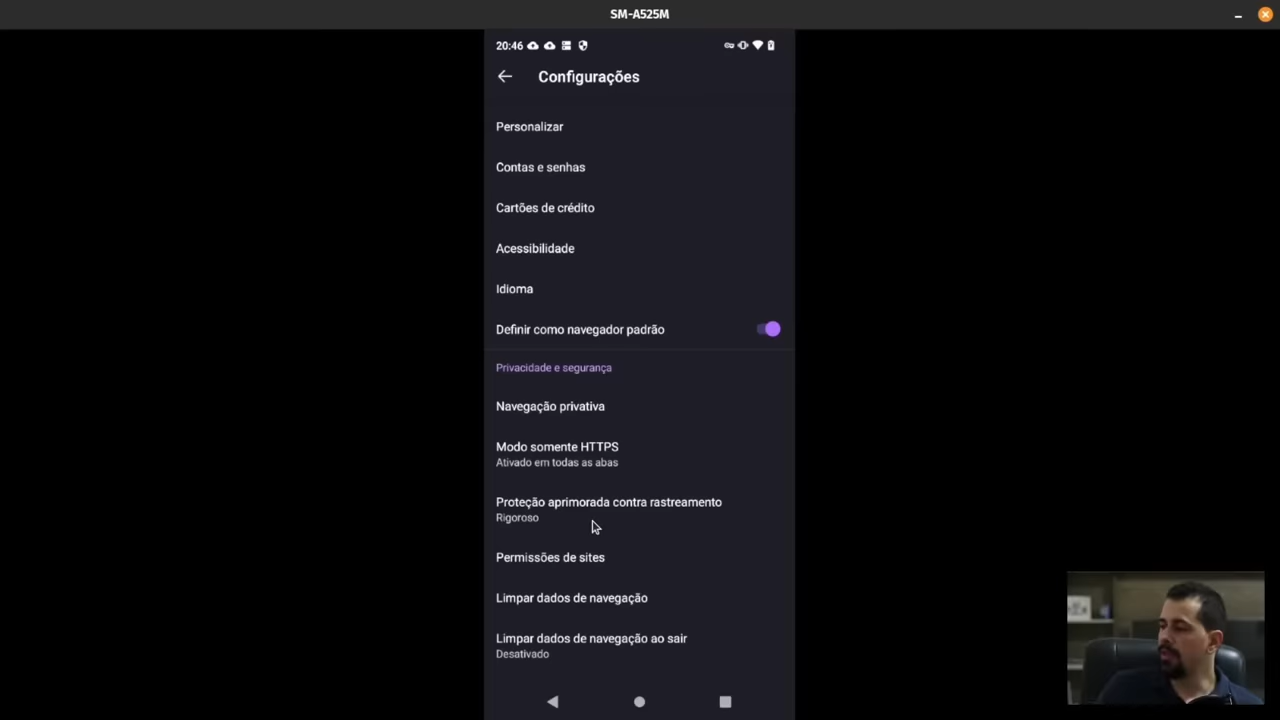 SM-A525M
20:46
Configurações
Personalizar
Contas e senhas
Cartões de crédito
Acessibilidade
Idioma
Definir como navegador padrão
Privacidade e segurança
Navegação privativa
Modo somente HTTPS
Ativado em todas as abas
Proteção aprimorada contra rastreamento
Rigoroso
Permissões de sites
Limpar dados de navegação
Limpar dados de navegação ao sair
Desativado